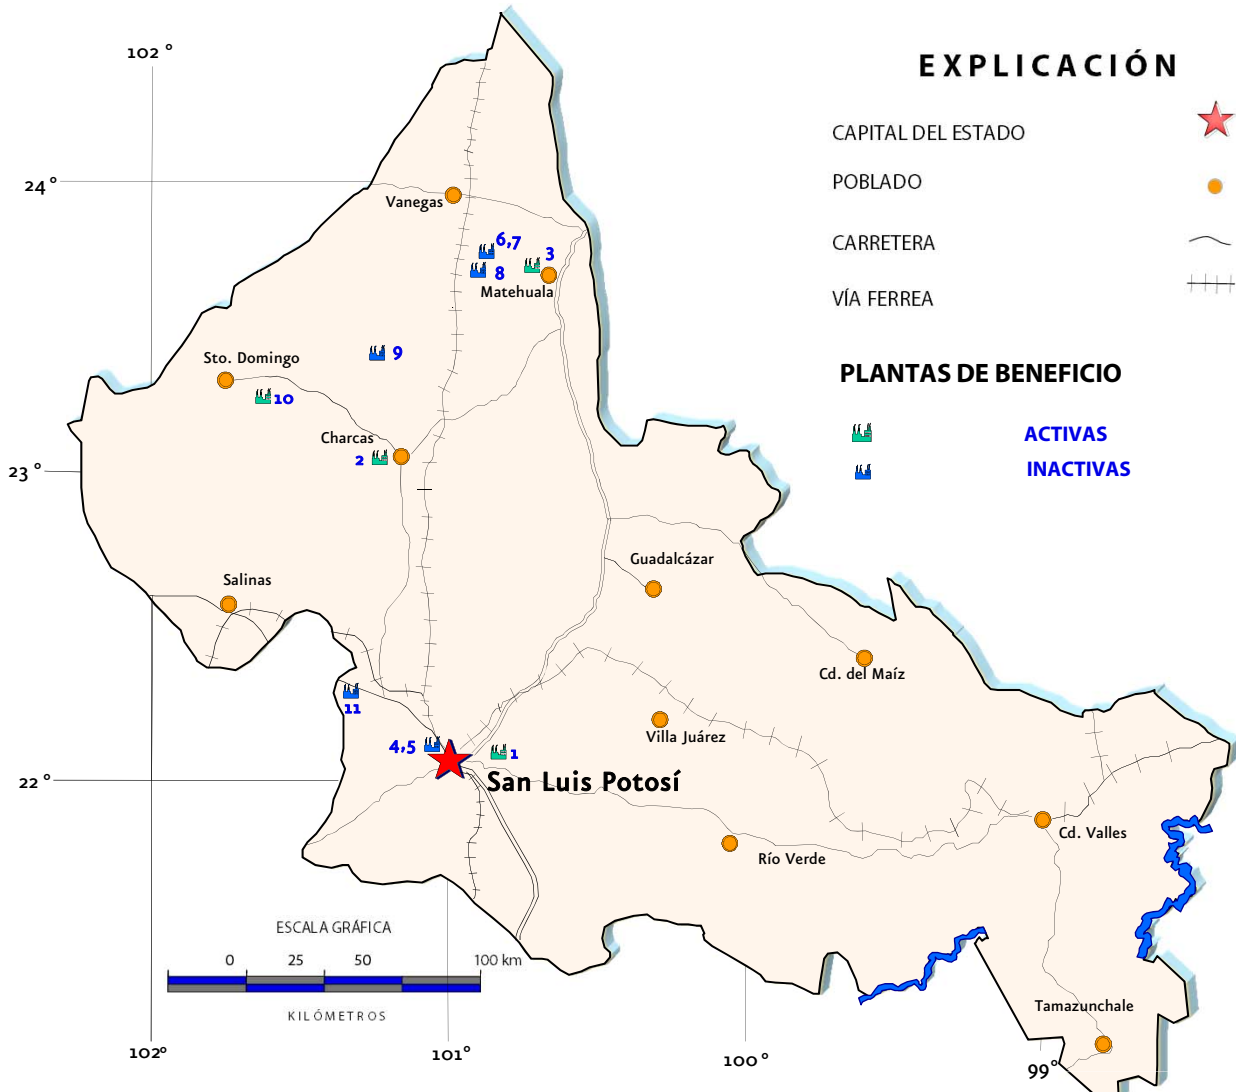 102 °
EXPLICACIÓN
CAPITAL DEL ESTADO
24°
POBLADO
Vanegas
6,7
3
CARRETERA
8
Matehuala
VÍA FERREA
9
Sto. Domingo
10
PLANTAS DE BENEFICIO
Charcas
2
ACTIVAS
23°
INACTIVAS
Guadalcázar
Salinas
Cd. del Maíz
11
4,5
1
Villa Juárez
22°
San Luis Potosí
Cd. Valles
Río Verde
ESCALA GRÁFICA
0 25 50 100 km
KILÓMETROS
Tamazunchale
102°
101°
100°
99°